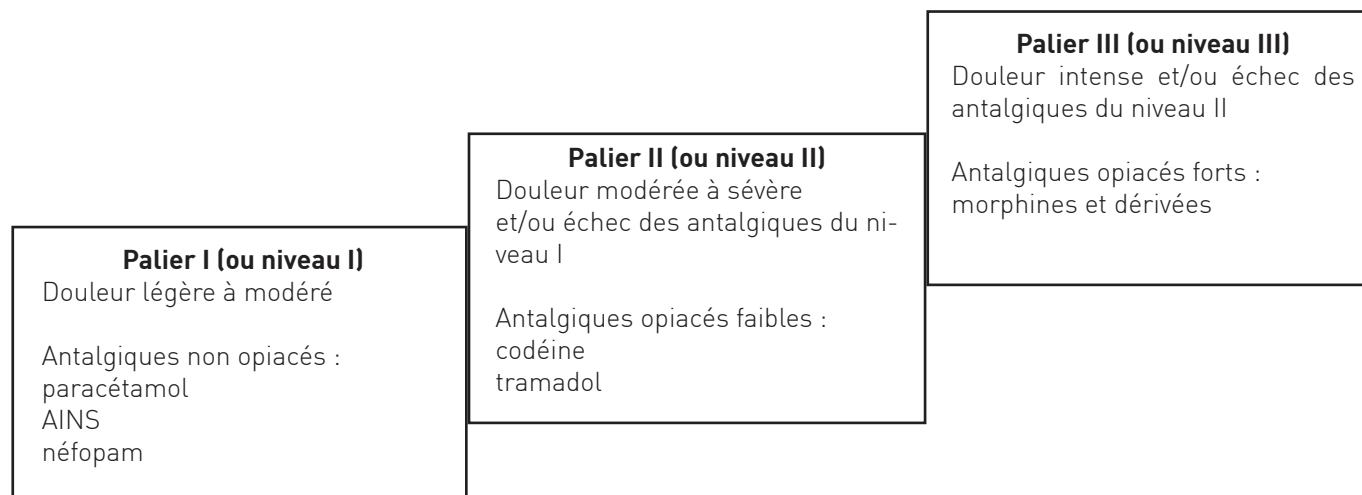 Palier I (ou niveau I)
Douleur légère à modéré
Antalgiques non opiacés :
paracétamol
AINS
néfopam
Palier II (ou niveau II)
Douleur modérée à sévère
et/ou échec des antalgiques du ni-
veau I
Antalgiques opiacés faibles :
codéine
tramadol
Palier III (ou niveau III)
Douleur intense et/ou échec des
antalgiques du niveau II
Antalgiques opiacés forts :
morphines et dérivées